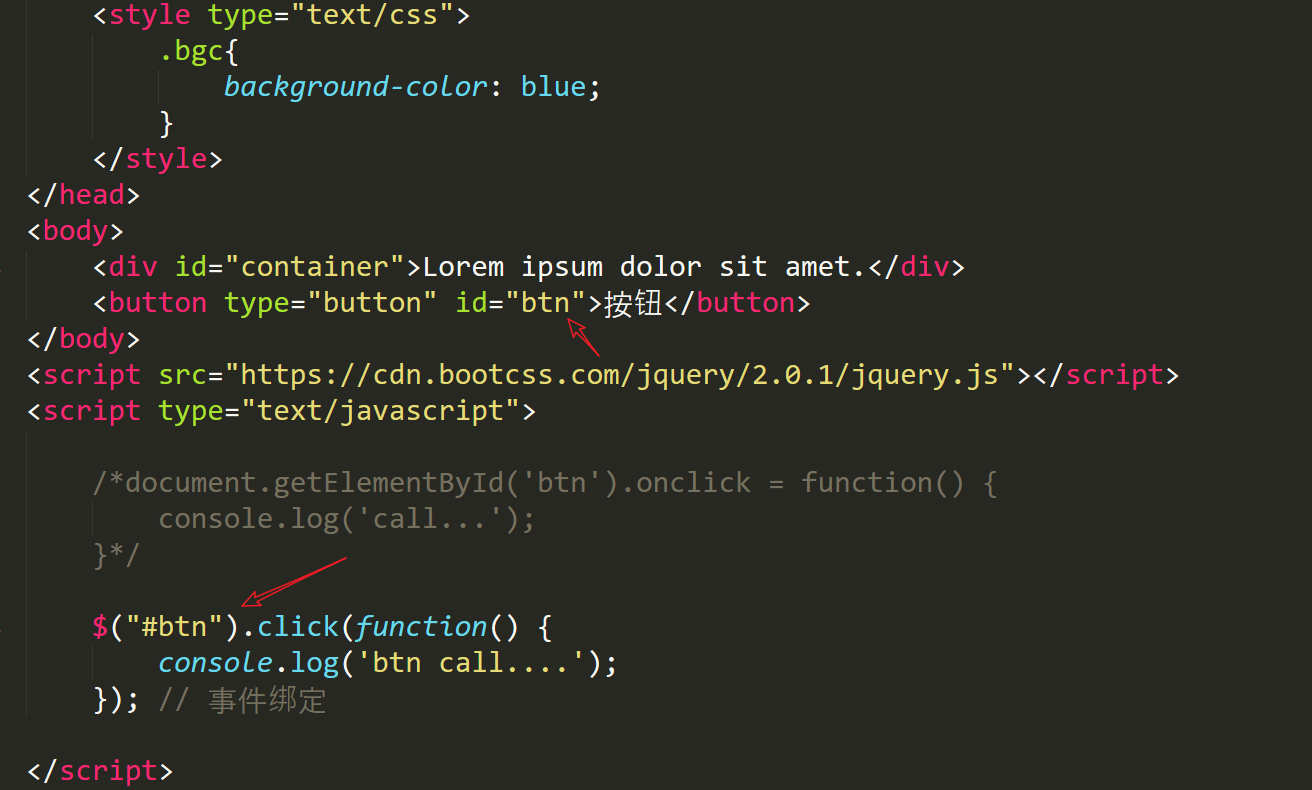 <style type="text/css">
.bgc{
background-color: blue;
}
</style>
</head>
<body>
<div id="container">Lorem ipsum dolor sit amet.</div>
<button type="button" id="btn">按钮</button>
</body>
<script src="https://cdn.bootcss.com/jquery/2.0.1/jquery.js"></script>
<script type="text/javascript">
/*document.getElementById('btn').onclick = function() {
console.log('call...');
}*/
$("#btn").click(function() {
console.log('btn call....');
}); // 事件绑定
</script>